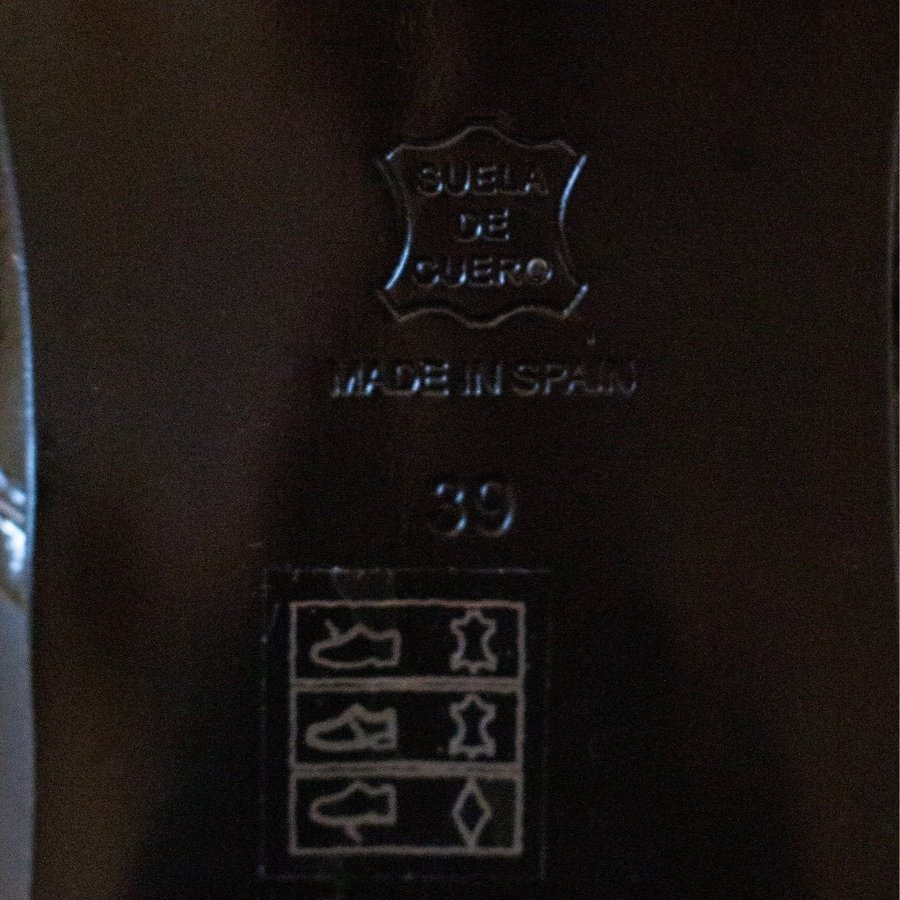 SUELA
DE
CUERO
MADE IN SPAIN
39